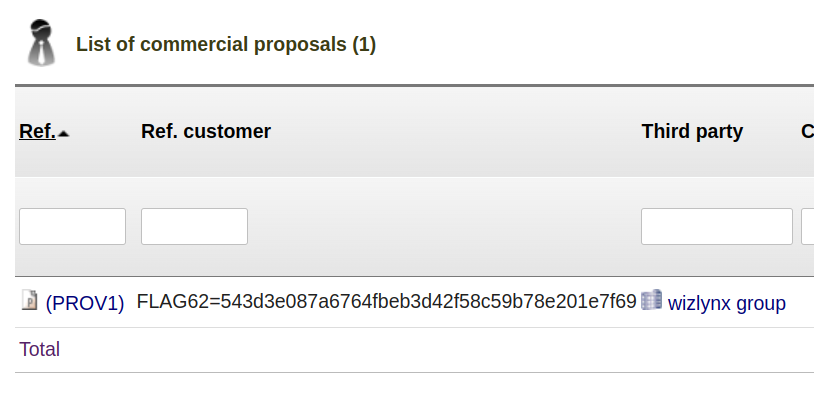 List of commercial proposals (1)
Ref. Ref. customer Third party C
(PROV1) FLAG62=543d3e087a6764fbeb3d42f58c59b78e201e7f69 wizlynx group
Total